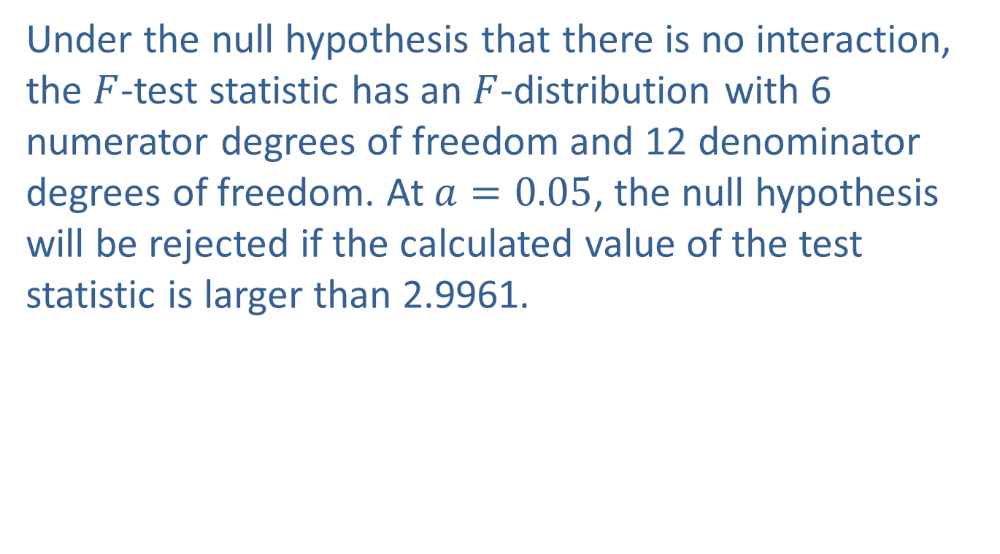 Under the null hypothesis that there is no interaction,
the F-test statistic has an F-distribution with 6
numerator degrees of freedom and 12 denominator
degrees of freedom. At a = 0.05, the null hypothesis
will be rejected if the calculated value of the test
statistic is larger than 2.9961.